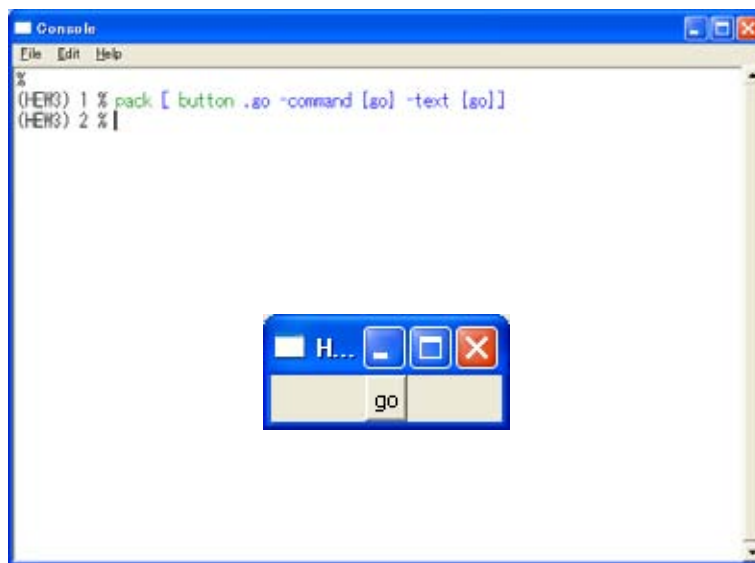 Console
File Edit Help
%
(HEW3) 1 % pack [ button .go -command {go} -text {go}]
(HEW3) 2 %
H...
go